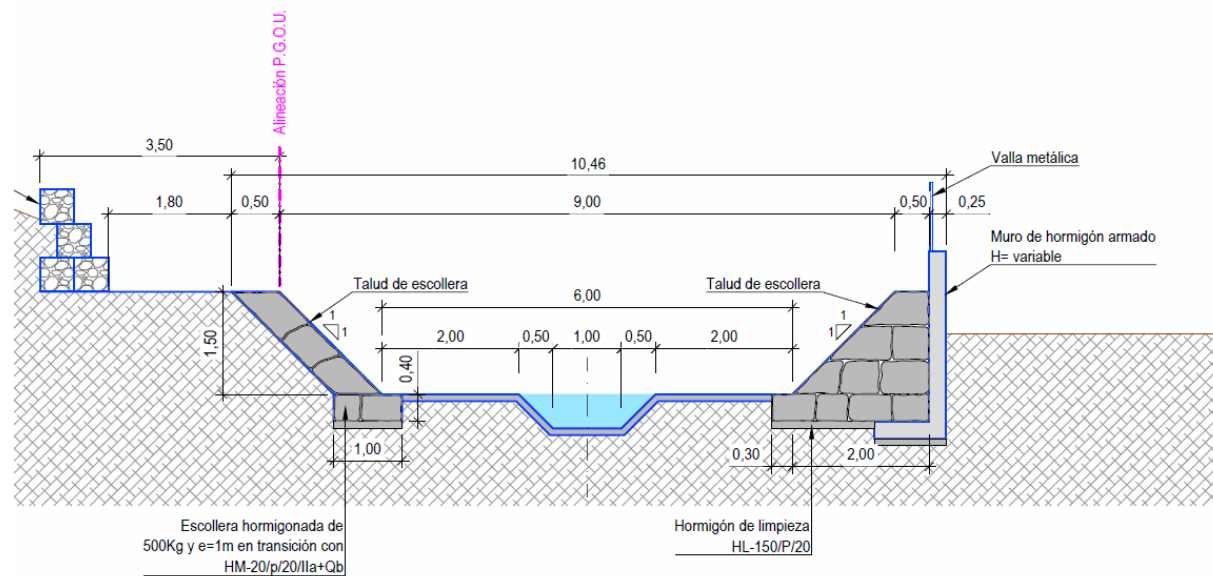 Alineación P.G.O.U.
3,50
10,46
Valla metálica
1,80
0,50
9,00
0,50
0,25
Muro de hormigón armado
H= variable
Talud de escollera
Talud de escollera
6,00
1
1
1
1
2,00
0,50
1,00
0,50
2,00
1,50
0,40
1,00
0,30
2,00
Escollera hormigonada de
500Kg y e=1m en transición con
HM-20/p/20/IIa+Qb
Hormigón de limpieza
HL-150/P/20